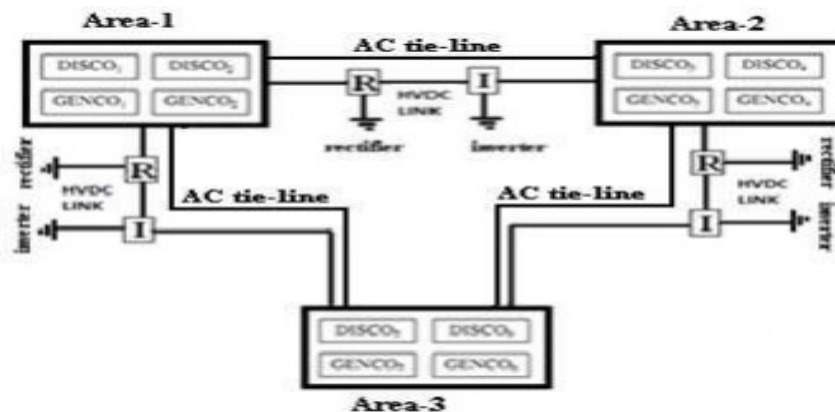 Area-1
Area-2
AC tie-line
DISCO₁ DISCO₂
GENCO₁ GENCO₂
R
HVDC
LINK
I
rectifier
inverter
DISCO₃ DISCO₄
GENCO₃ GENCO₄
rectifier
R
HVDC
LINK
inverter
I
AC tie-line
AC tie-line
R
rectifier
HVDC
LINK
I
inverter
DISCO₅ DISCO₆
GENCO₅ GENCO₆
Area-3